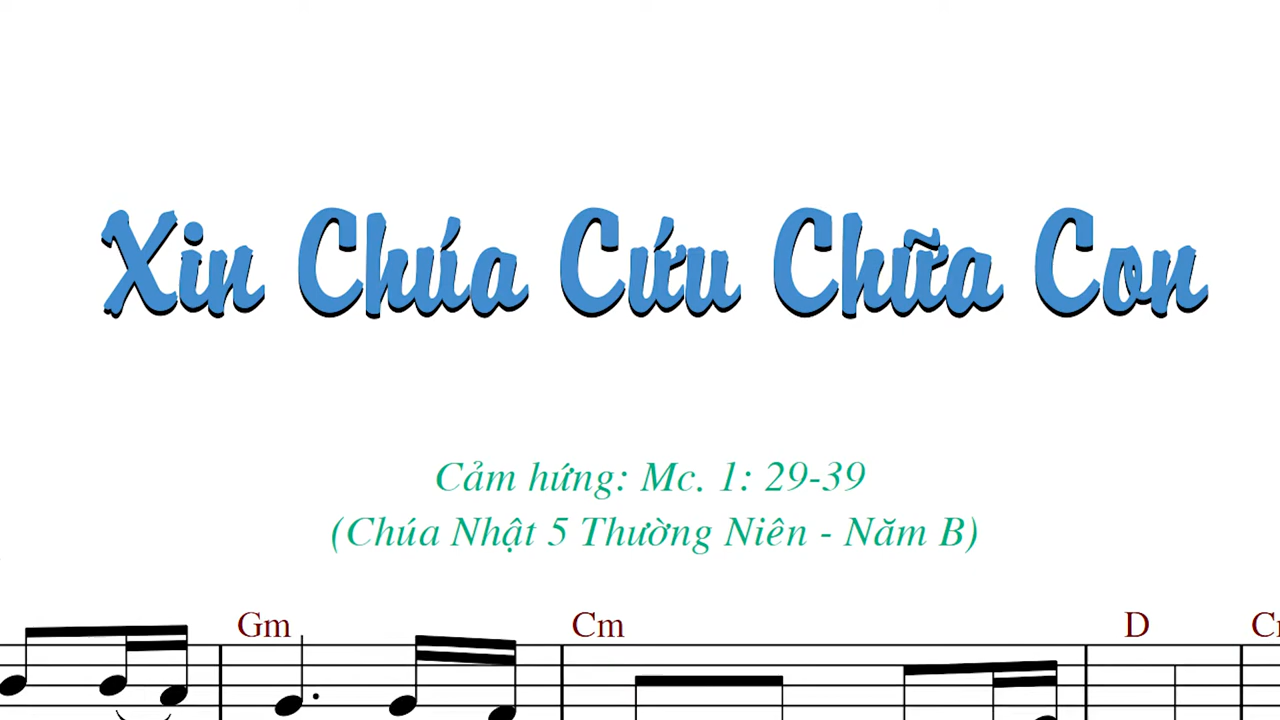 Xin Chúa Cứu Chữa Con
Cảm hứng: Mc. 1: 29-39
(Chúa Nhật 5 Thường Niên - Năm B)
Gm Cm D